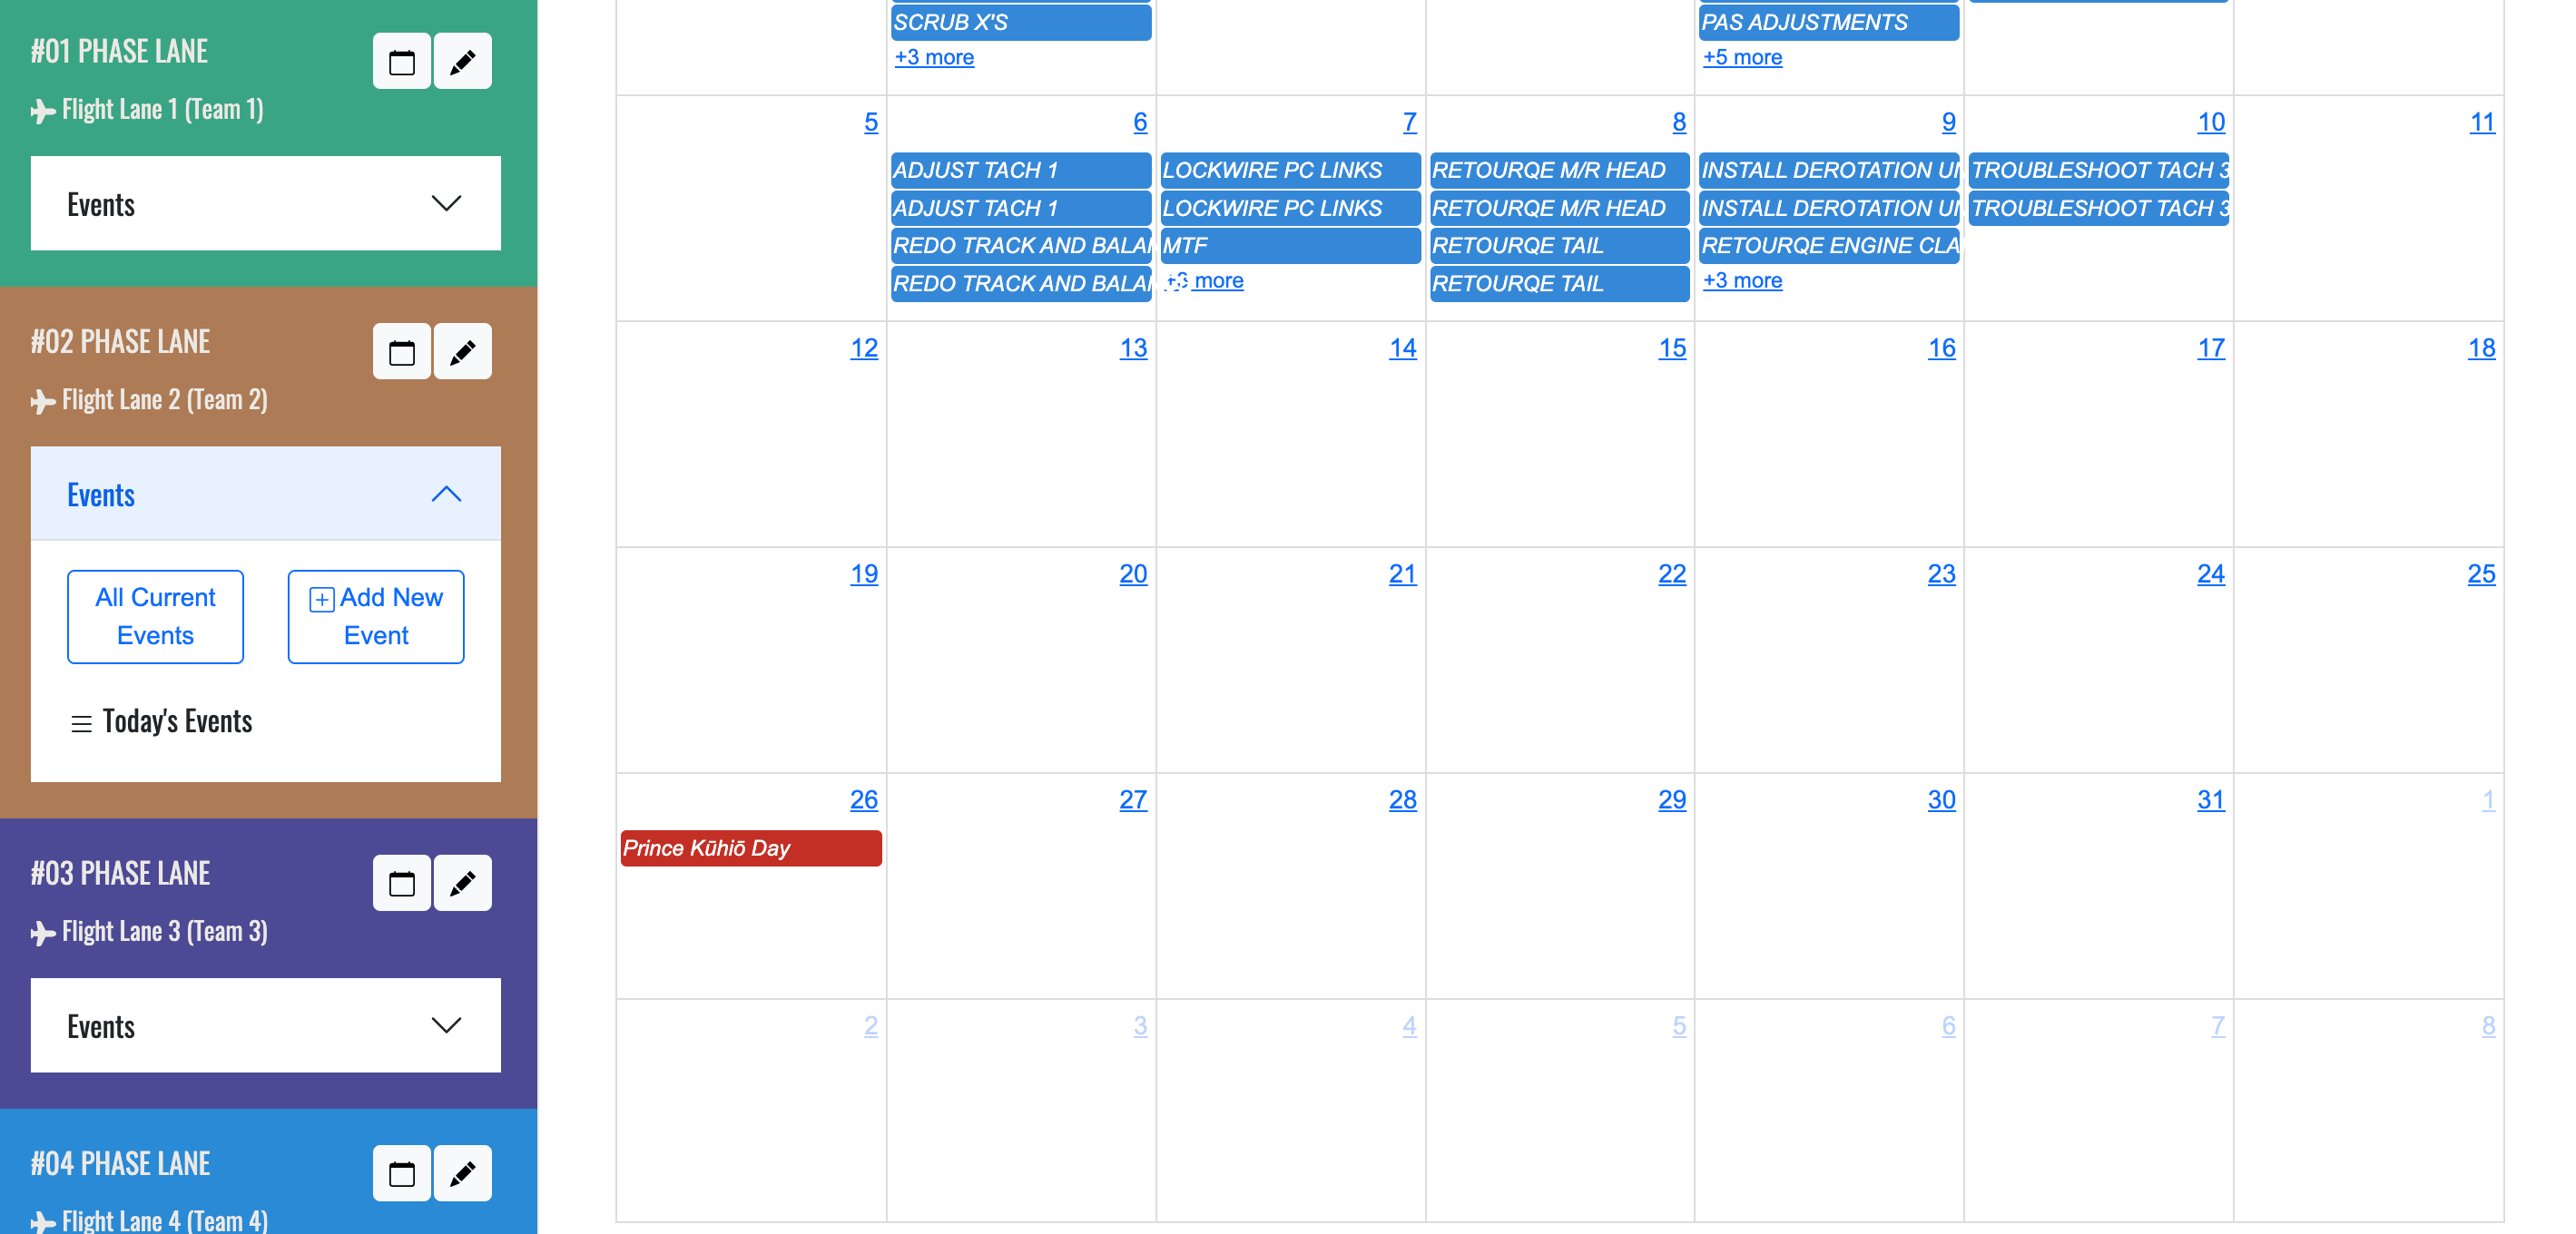 #01 PHASE LANE
Flight Lane 1 (Team 1)
Events
#02 PHASE LANE
Flight Lane 2 (Team 2)
Events
All Current
Events
Add New
Event
Today's Events
#03 PHASE LANE
Flight Lane 3 (Team 3)
Events
#04 PHASE LANE
Flight Lane 4 (Team 4)
SCRUB X'S
+3 more
PAS ADJUSTMENTS
+5 more
5
6
7
8
9
10
11
ADJUST TACH 1
ADJUST TACH 1
REDO TRACK AND
REDO TRACK AND
LOCKWIRE PC LINKS
LOCKWIRE PC LINKS
MTF
+3 more
RETOURQE M/R HEAD
RETOURQE M/R HEAD
RETOURQE TAIL
RETOURQE TAIL
INSTALL DEROTATION
INSTALL DEROTATION
RETOURQE ENGINE CLA
+3 more
TROUBLESHOOT TACH 3
TROUBLESHOOT TACH 3
12
13
14
15
16
17
18
19
20
21
22
23
24
25
26
27
28
29
30
31
1
Prince Kūhiō Day
2
3
4
5
6
7
8